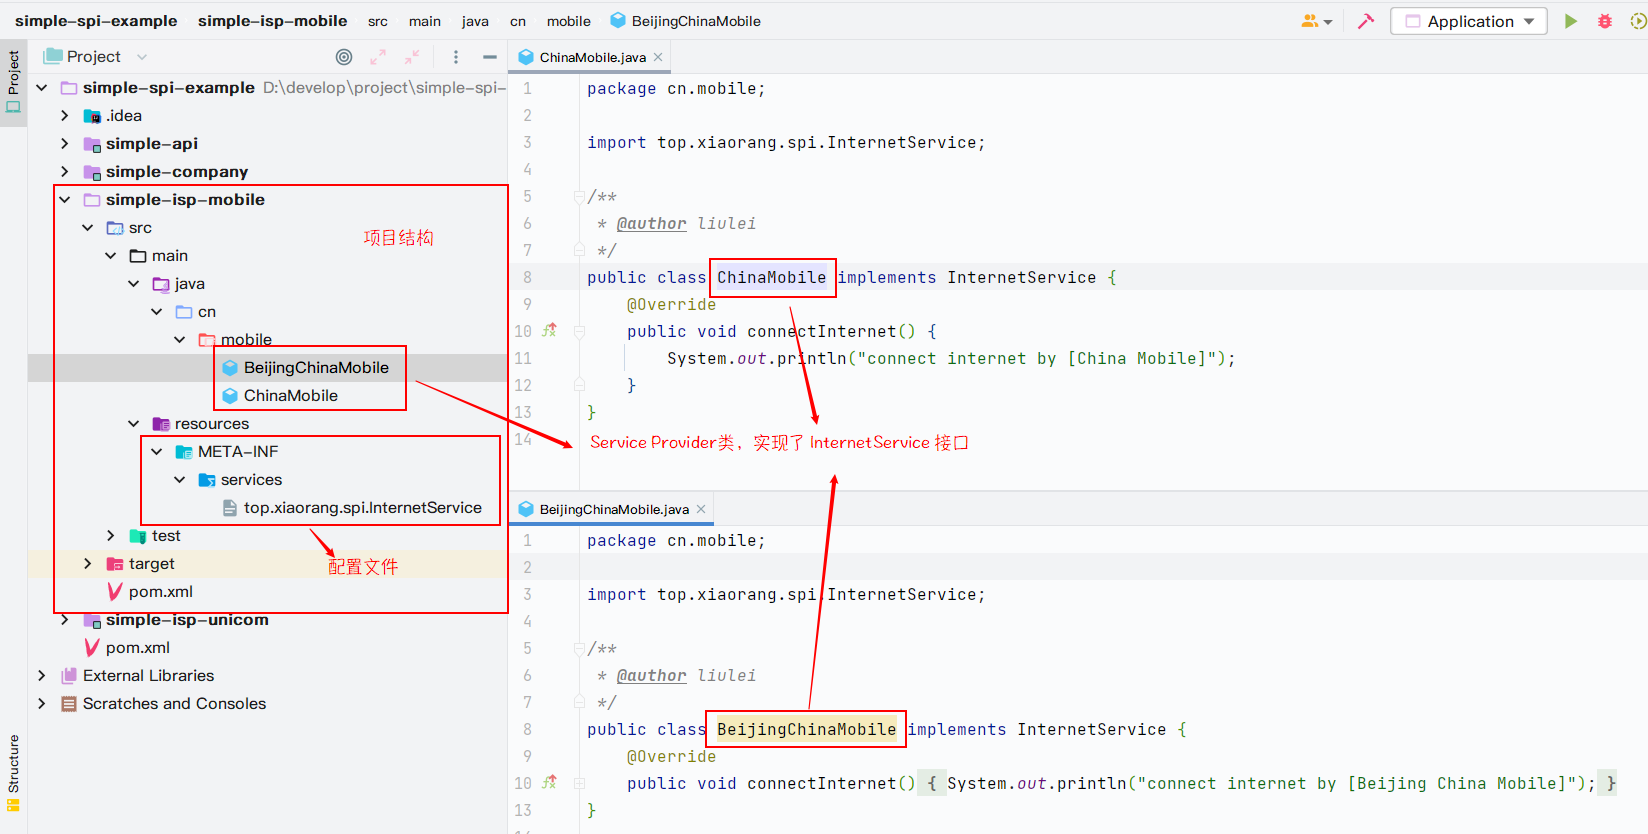 simple-spi-example simple-isp-mobile src main java cn mobile BeijingChinaMobile
Application
Project
Project
simple-spi-example D:\develop\project\simple-spi-
.idea
simple-api
simple-company
simple-isp-mobile
src
项目结构
main
java
cn
mobile
BeijingChinaMobile
ChinaMobile
resources
META-INF
services
top.xiaorang.spi.InternetService
test
配置文件
target
pom.xml
simple-isp-unicom
pom.xml
External Libraries
Scratches and Consoles
Structure
ChinaMobile.java
1 package cn.mobile;
2
3 import top.xiaorang.spi.InternetService;
4
5 /**
6 * @author liulei
7 */
8 public class ChinaMobile implements InternetService {
9 @Override
10 public void connectInternet() {
11 System.out.println("connect internet by [China Mobile]");
12 }
13 }
14
Service Provider类，实现了 InternetService 接口
BeijingChinaMobile.java
1 package cn.mobile;
2
3 import top.xiaorang.spi.InternetService;
4
5 /**
6 * @author liulei
7 */
8 public class BeijingChinaMobile implements InternetService {
9 @Override
10 public void connectInternet() { System.out.println("connect internet by [Beijing China Mobile]"); }
13 }